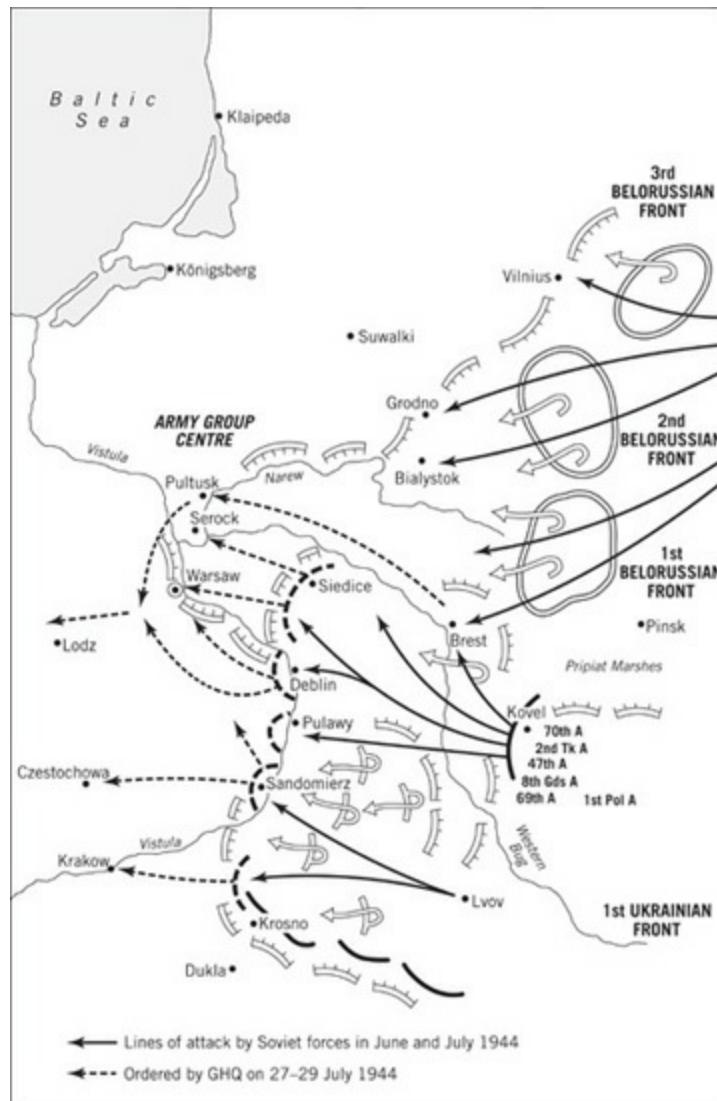 Baltic
Sea
Klaipeda
3rd
BELORUSSIAN
FRONT
Königsberg
Vilnius
Suwalki
Grodno
ARMY GROUP
CENTRE
2nd
BELORUSSIAN
FRONT
Vistula
Narew
Bialystok
Pultusk
Serock
1st
BELORUSSIAN
FRONT
Warsaw
Siedice
Brest
Pinsk
Lodz
Pripiat Marshes
Deblin
Kovel
Pulawy
70th A
2nd Tk A
47th A
8th Gds A
69th A
1st Pol A
Czestochowa
Sandomierz
Vistula
Western
Bug
Krakow
Lvov
1st UKRAINIAN
FRONT
Krosno
Dukla
Lines of attack by Soviet forces in June and July 1944
Ordered by GHQ on 27–29 July 1944